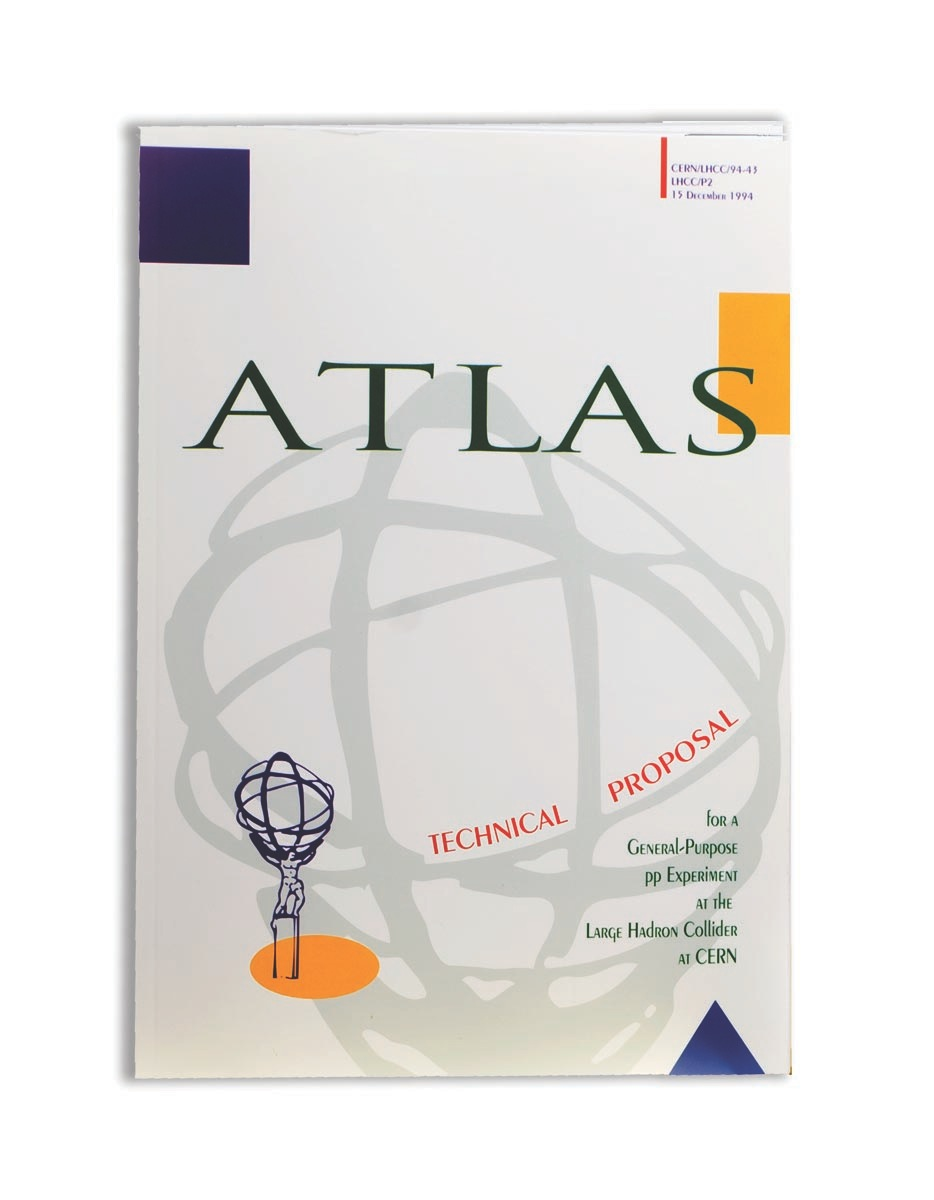 CERN/LHCC/94-43
LHCC/P2
15 December 1994
ATLAS
TECHNICAL PROPOSAL
for a
General-Purpose
pp Experiment
at the
Large Hadron Collider
at CERN